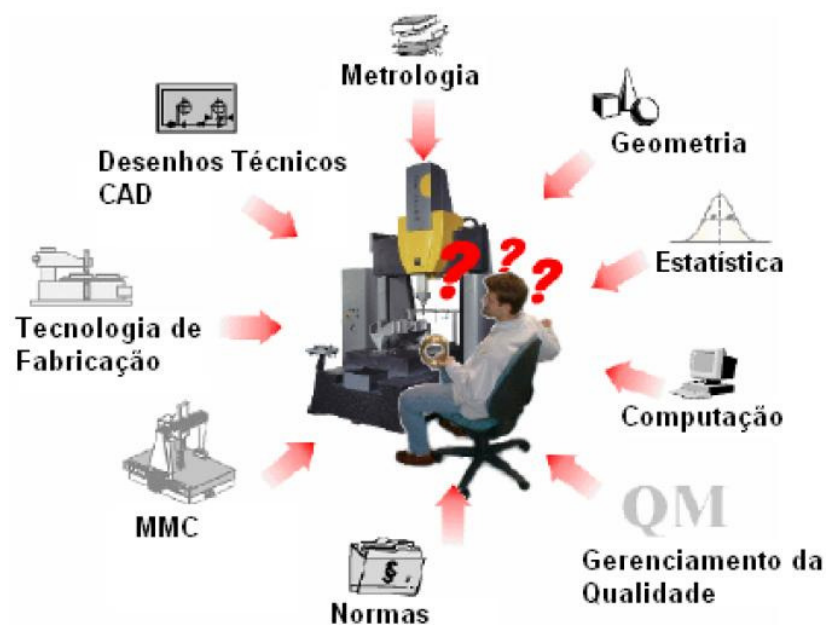 Metrologia
Geometria
Desenhos Técnicos
CAD
Estatística
Tecnologia de
Fabricação
Computação
MMC
QM
Gerenciamento da
Qualidade
§
Normas
? ? ?